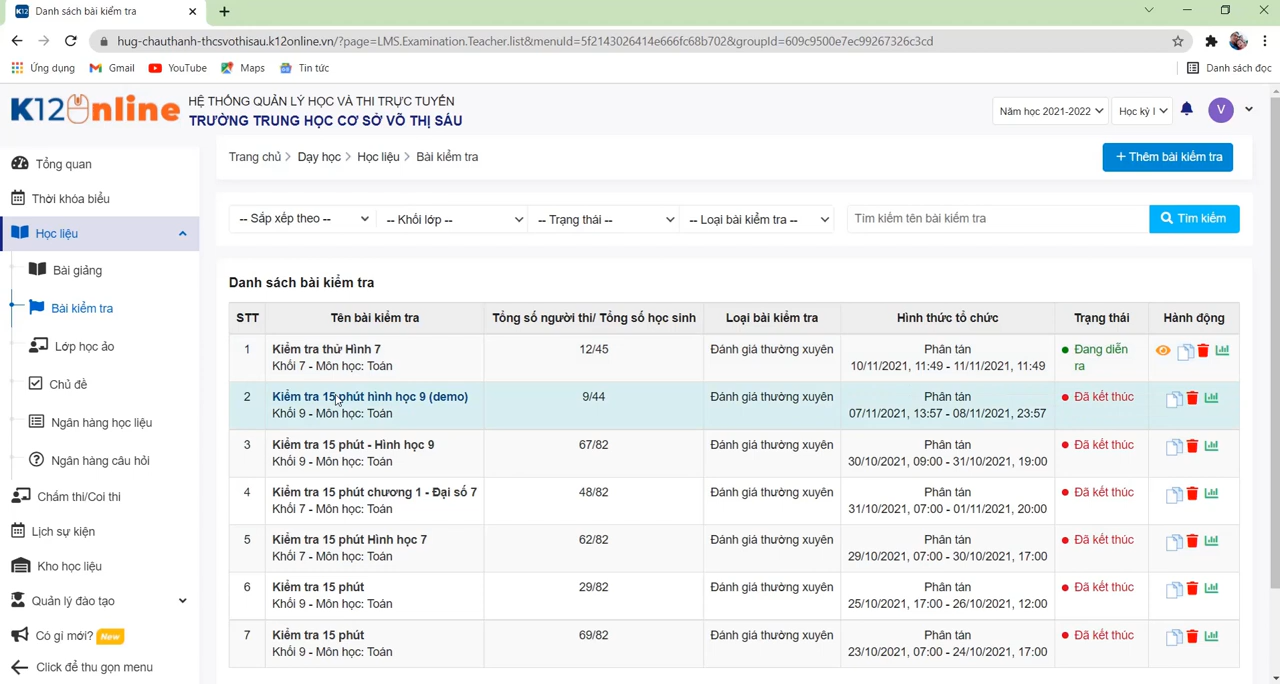 Danh sách bài kiểm tra
hug-chauthanh-thcsvothisau.k12online.vn/?page=LMS.Examination.Teacher.list&menuId=5f2143026414e666fc68b702&groupId=609c9500e7ec99267326c3cd
Ứng dụng Gmail YouTube Maps Tin tức Danh sách đọc
K12Online
HỆ THỐNG QUẢN LÝ HỌC VÀ THI TRỰC TUYẾN
TRƯỜNG TRUNG HỌC CƠ SỞ VÕ THỊ SÁU
Năm học 2021-2022 Học kỳ I V
Tổng quan
Thời khóa biểu
Học liệu
Bài giảng
Bài kiểm tra
Lớp học ảo
Chủ đề
Ngân hàng học liệu
Ngân hàng câu hỏi
Chấm thi/Coi thi
Lịch sự kiện
Kho học liệu
Quản lý đào tạo
Có gì mới? New
Click để thu gọn menu
Trang chủ > Dạy học > Học liệu > Bài kiểm tra
+ Thêm bài kiểm tra
-- Sắp xếp theo -- -- Khối lớp -- -- Trạng thái -- -- Loại bài kiểm tra -- Tìm kiếm tên bài kiểm tra Tìm kiếm
Danh sách bài kiểm tra
STT Tên bài kiểm tra Tổng số người thi/ Tổng số học sinh Loại bài kiểm tra Hình thức tổ chức Trạng thái Hành động
1 Kiểm tra thử Hình 7 12/45 Đánh giá thường xuyên Phân tán Đang diễn
Khối 7 - Môn học: Toán 10/11/2021, 11:49 - 11/11/2021, 11:49 ra
2 Kiểm tra 15 phút hình học 9 (demo) 9/44 Đánh giá thường xuyên Phân tán Đã kết thúc
Khối 9 - Môn học: Toán 07/11/2021, 13:57 - 08/11/2021, 23:57
3 Kiểm tra 15 phút - Hình học 9 67/82 Đánh giá thường xuyên Phân tán Đã kết thúc
Khối 9 - Môn học: Toán 30/10/2021, 09:00 - 31/10/2021, 19:00
4 Kiểm tra 15 phút chương 1 - Đại số 7 48/82 Đánh giá thường xuyên Phân tán Đã kết thúc
Khối 7 - Môn học: Toán 31/10/2021, 07:00 - 01/11/2021, 20:00
5 Kiểm tra 15 phút Hình học 7 62/82 Đánh giá thường xuyên Phân tán Đã kết thúc
Khối 7 - Môn học: Toán 29/10/2021, 07:00 - 30/10/2021, 17:00
6 Kiểm tra 15 phút 29/82 Đánh giá thường xuyên Phân tán Đã kết thúc
Khối 9 - Môn học: Toán 25/10/2021, 17:00 - 26/10/2021, 12:00
7 Kiểm tra 15 phút 69/82 Đánh giá thường xuyên Phân tán Đã kết thúc
Khối 9 - Môn học: Toán 23/10/2021, 07:00 - 24/10/2021, 17:00